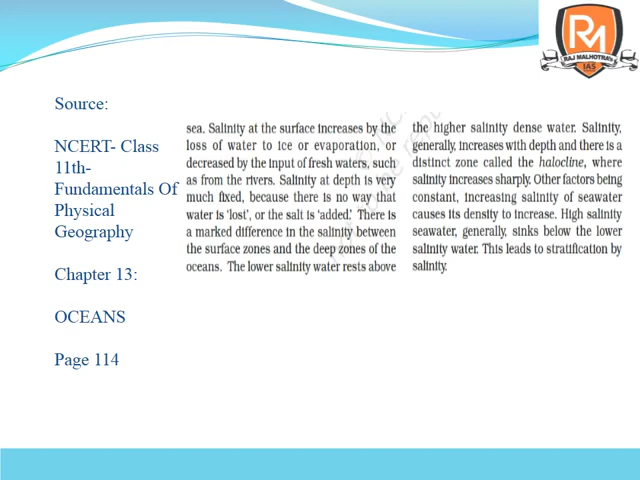 RM
RAJ MALHOTRA's
IAS
Source:
NCERT- Class
11th-
Fundamentals Of
Physical
Geography
Chapter 13:
OCEANS
Page 114
sea. Salinity at the surface increases by the
loss of water to ice or evaporation, or
decreased by the input of fresh waters, such
as from the rivers. Salinity at depth is very
much fixed, because there is no way that
water is ‘lost’, or the salt is ‘added.’ There is
a marked difference in the salinity between
the surface zones and the deep zones of the
oceans. The lower salinity water rests above
the higher salinity dense water. Salinity,
generally, increases with depth and there is a
distinct zone called the halocline, where
salinity increases sharply. Other factors being
constant, increasing salinity of seawater
causes its density to increase. High salinity
seawater, generally, sinks below the lower
salinity water. This leads to stratification by
salinity.